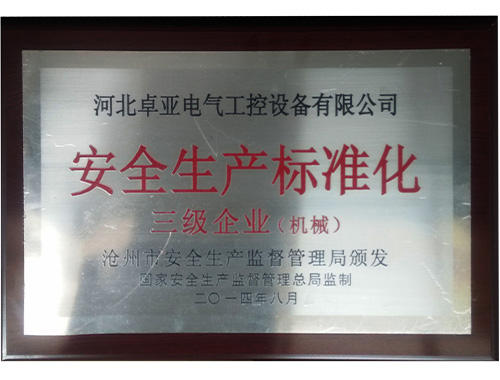 河北卓亚电气工控设备有限公司
安全生产标准化
三级企业（机械）
沧州市安全生产监督管理局颁发
国家安全生产监督管理总局监制
二〇一四年八月